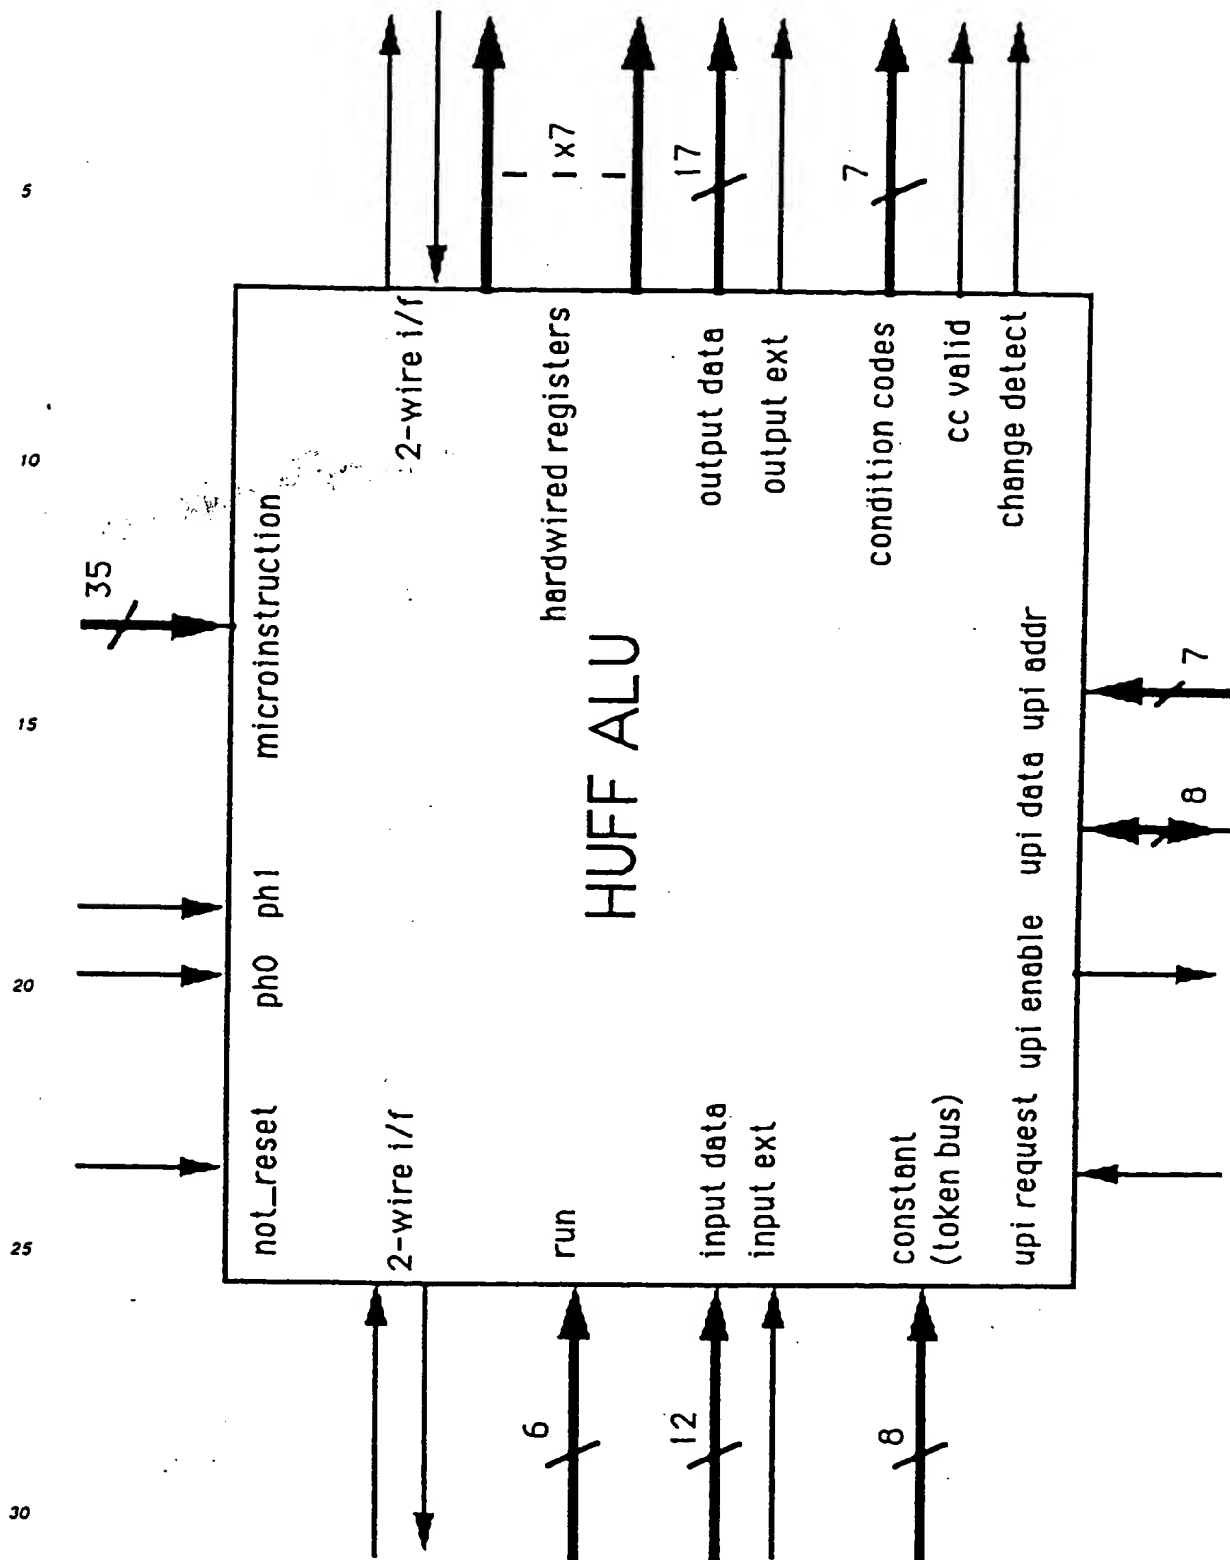 5
10
15
20
25
30
35
not_reset
ph0
ph1
microinstruction
2-wire i/f
2-wire i/f
1x7
hardwired registers
6
run
HUFF ALU
12
input data
input ext
17
output data
output ext
8
constant
(token bus)
7
condition codes
cc valid
change detect
upi request
upi enable
upi data
upi addr
8
7